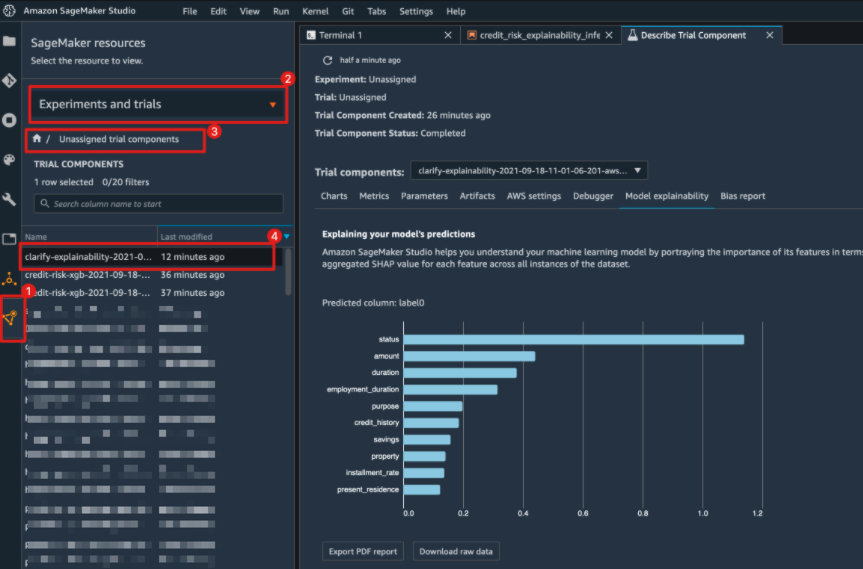 Amazon SageMaker Studio File Edit View Run Kernel Git Tabs Settings Help
SageMaker resources
Select the resource to view.
2
Experiments and trials
3
/ Unassigned trial components
TRIAL COMPONENTS
1 row selected 0/20 filters
Search column name to start
4
Name Last modified
clarify-explainability-2021-0... 12 minutes ago
credit-risk-xgb-2021-09-18-... 36 minutes ago
1
credit-risk-xgb-2021-09-18-... 37 minutes ago
Terminal 1 credit_risk_explainability_infe Describe Trial Component
half a minute ago
Experiment: Unassigned
Trial: Unassigned
Trial Component Created: 26 minutes ago
Trial Component Status: Completed
Trial components: clarify-explainability-2021-09-18-11-01-06-201-aws...
Charts Metrics Parameters Artifacts AWS settings Debugger Model explainability Bias report
Explaining your model's predictions
Amazon SageMaker Studio helps you understand your machine learning model by portraying the importance of its features in term
aggregated SHAP value for each feature across all instances of the dataset.
Predicted column: label0
status
amount
duration
employment_duration
purpose
credit_history
savings
property
installment_rate
present_residence
0.0 0.2 0.4 0.6 0.8 1.0 1.2
Export PDF report Download raw data